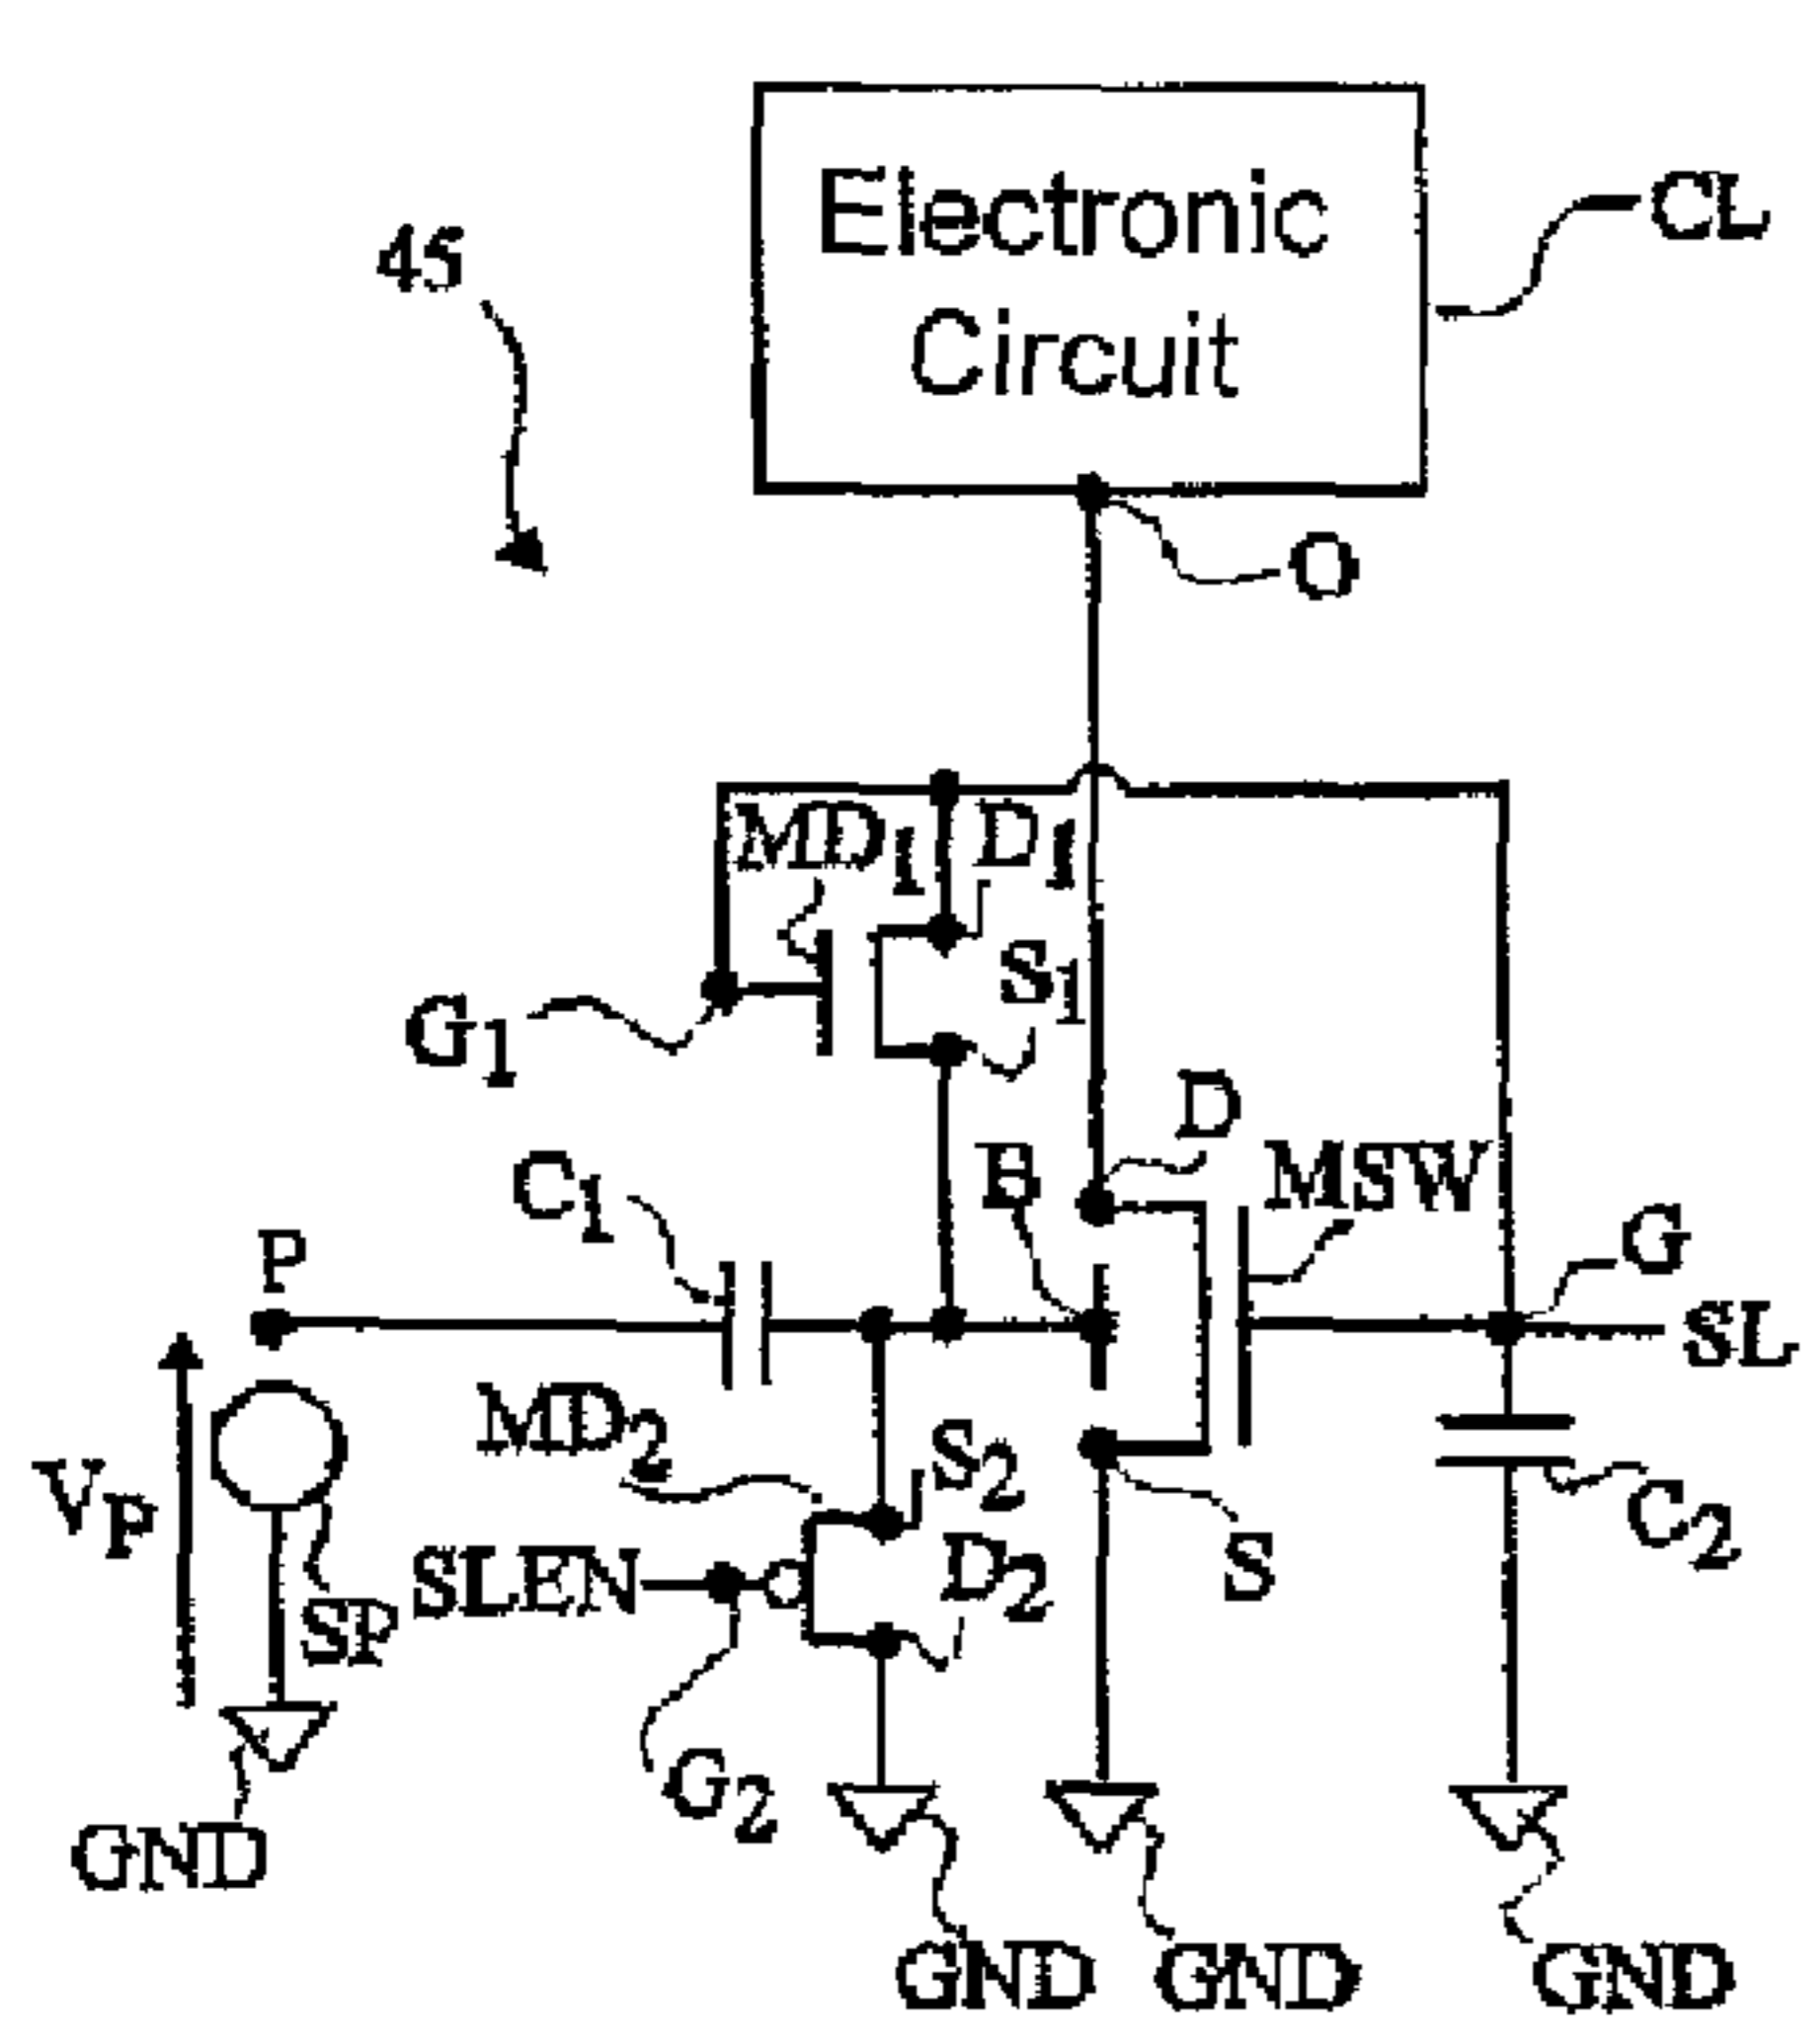 Electronic
Circuit
CL
45
O
MD1
D1
S1
G1
D
B
MSW
C1
G
P
SL
MD2
S2
VP
C2
SLEN
D2
S
SP
G2
GND
GND
GND
GND